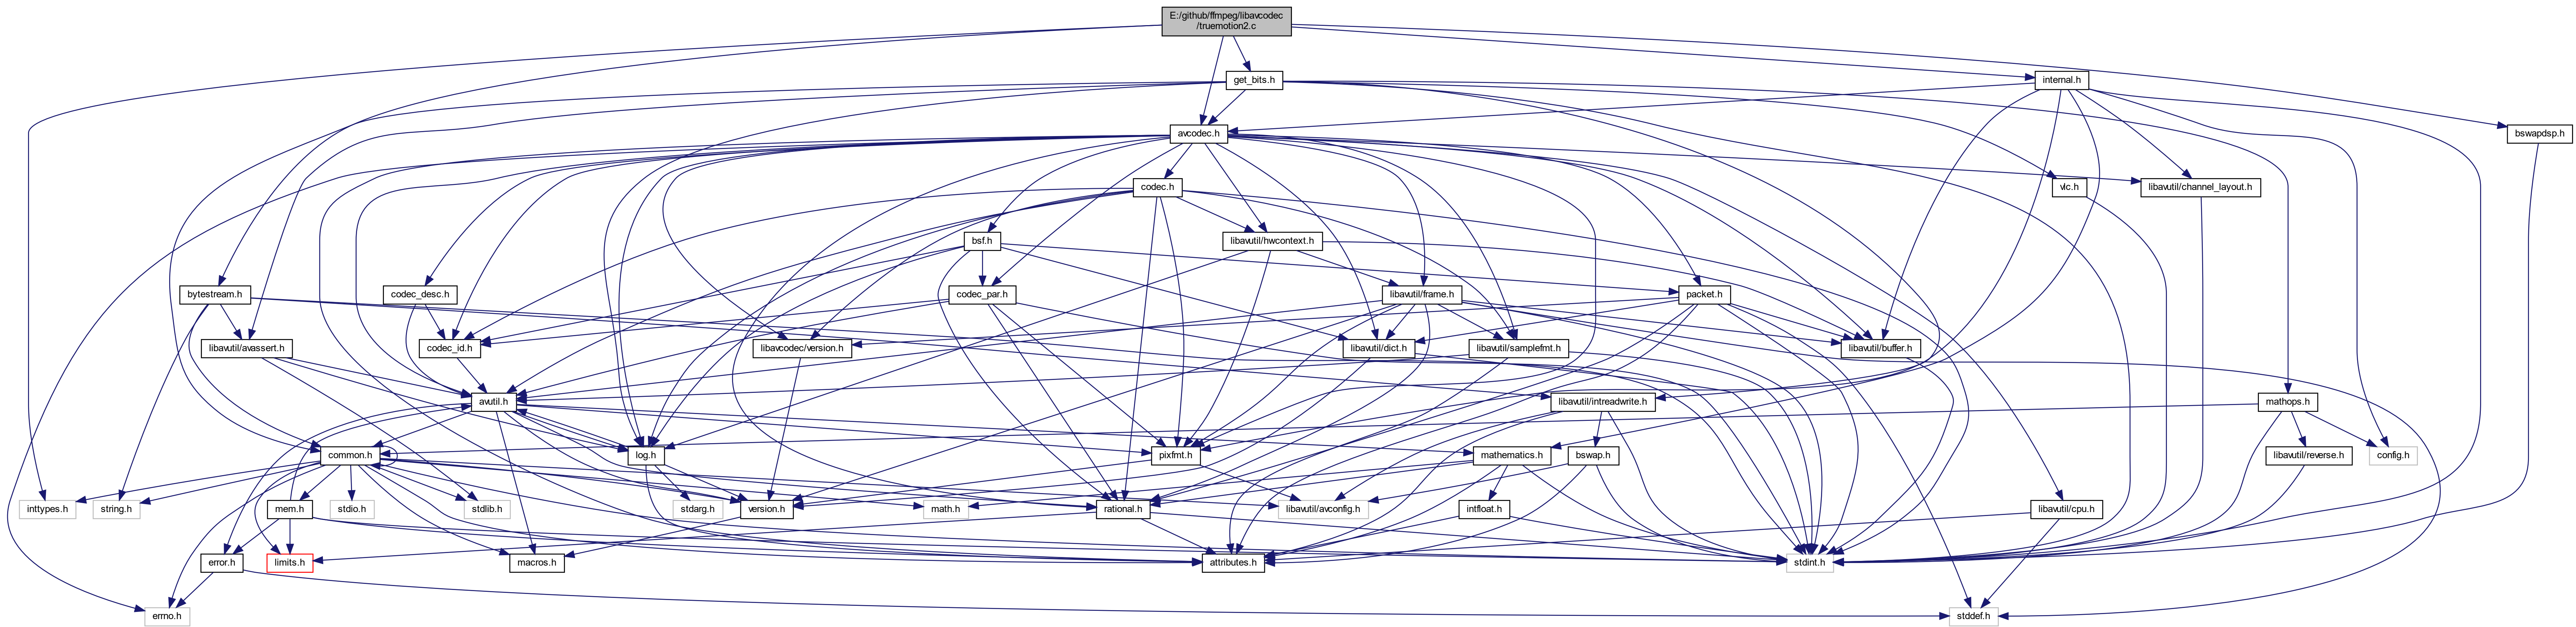 E:/github/ffmpeg/libavcodec
/truemotion2.c
get_bits.h
internal.h
avcodec.h
bswapdsp.h
codec.h
vlc.h
libavutil/channel_layout.h
bsf.h
libavutil/hwcontext.h
bytestream.h
codec_desc.h
codec_par.h
libavutil/frame.h
packet.h
libavutil/avassert.h
codec_id.h
libavcodec/version.h
libavutil/dict.h
libavutil/samplefmt.h
libavutil/buffer.h
avutil.h
libavutil/intreadwrite.h
mathops.h
common.h
log.h
pixfmt.h
mathematics.h
bswap.h
libavutil/reverse.h
config.h
inttypes.h
string.h
mem.h
stdio.h
stdlib.h
stdarg.h
version.h
math.h
rational.h
libavutil/avconfig.h
intfloat.h
libavutil/cpu.h
error.h
limits.h
macros.h
attributes.h
stdint.h
errno.h
stddef.h